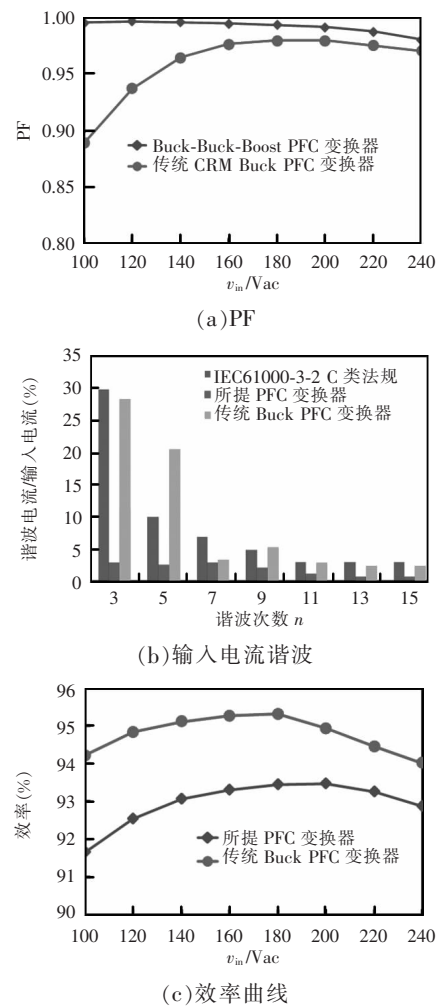 1.00
0.95
0.90
0.85
0.80
PF
Buck-Buck-Boost PFC 变换器
传统 CRM Buck PFC 变换器
100 120 140 160 180 200 220 240
vin/Vac
(a)PF
35
30
25
20
15
10
5
0
谐波电流/输入电流(%)
IEC61000-3-2 C 类法规
所提 PFC 变换器
传统 Buck PFC 变换器
3 5 7 9 11 13 15
谐波次数 n
(b)输入电流谐波
96
95
94
93
92
91
90
效率(%)
所提 PFC 变换器
传统 Buck PFC 变换器
100 120 140 160 180 200 220 240
vin/Vac
(c)效率曲线